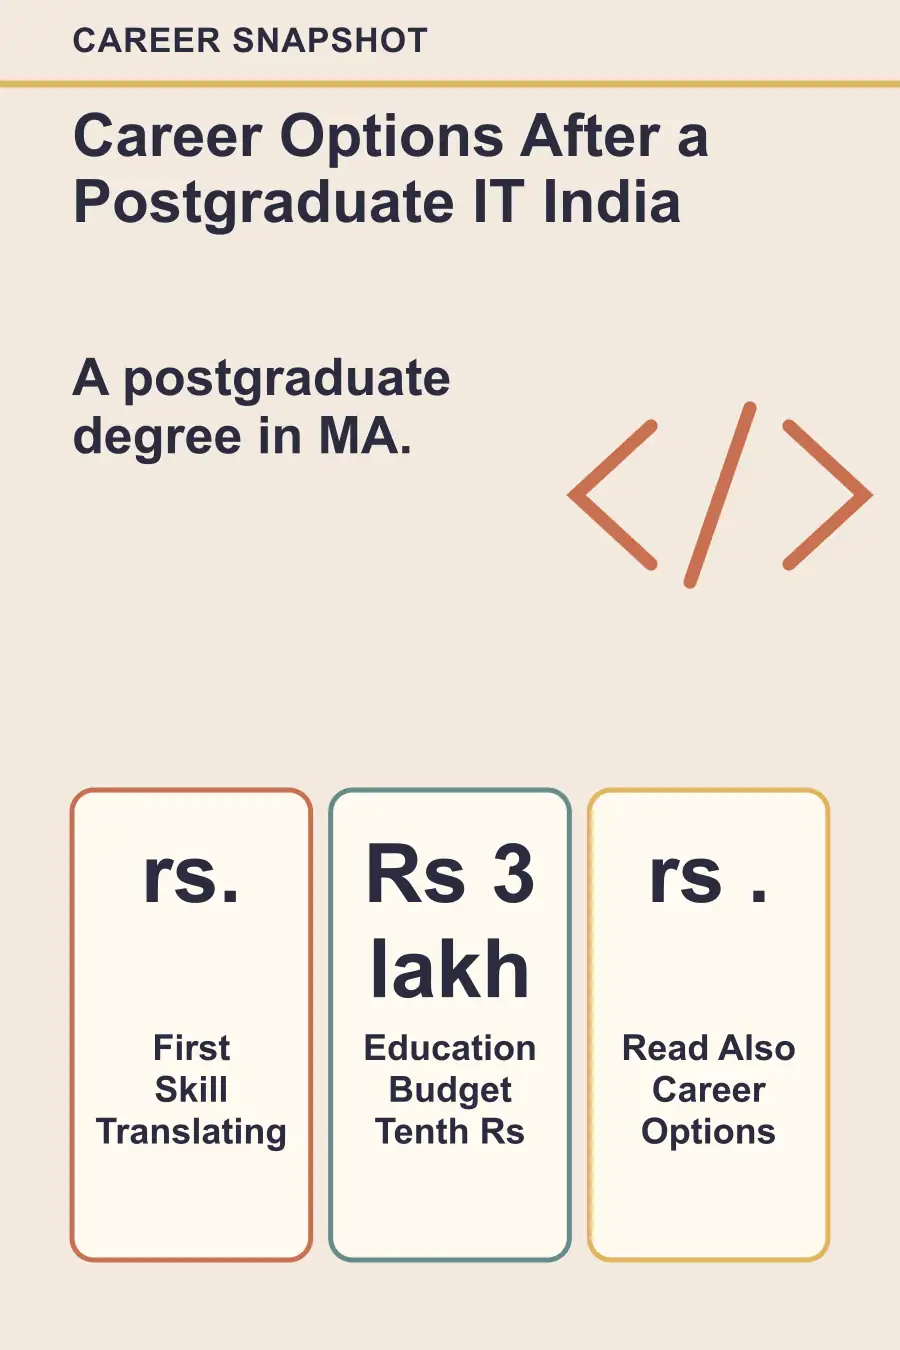 CAREER SNAPSHOT
Career Options After a
Postgraduate IT India
A postgraduate
degree in MA.
rs.
First
Skill
Translating
Rs 3
lakh
Education
Budget
Tenth Rs
rs .
Read Also
Career
Options